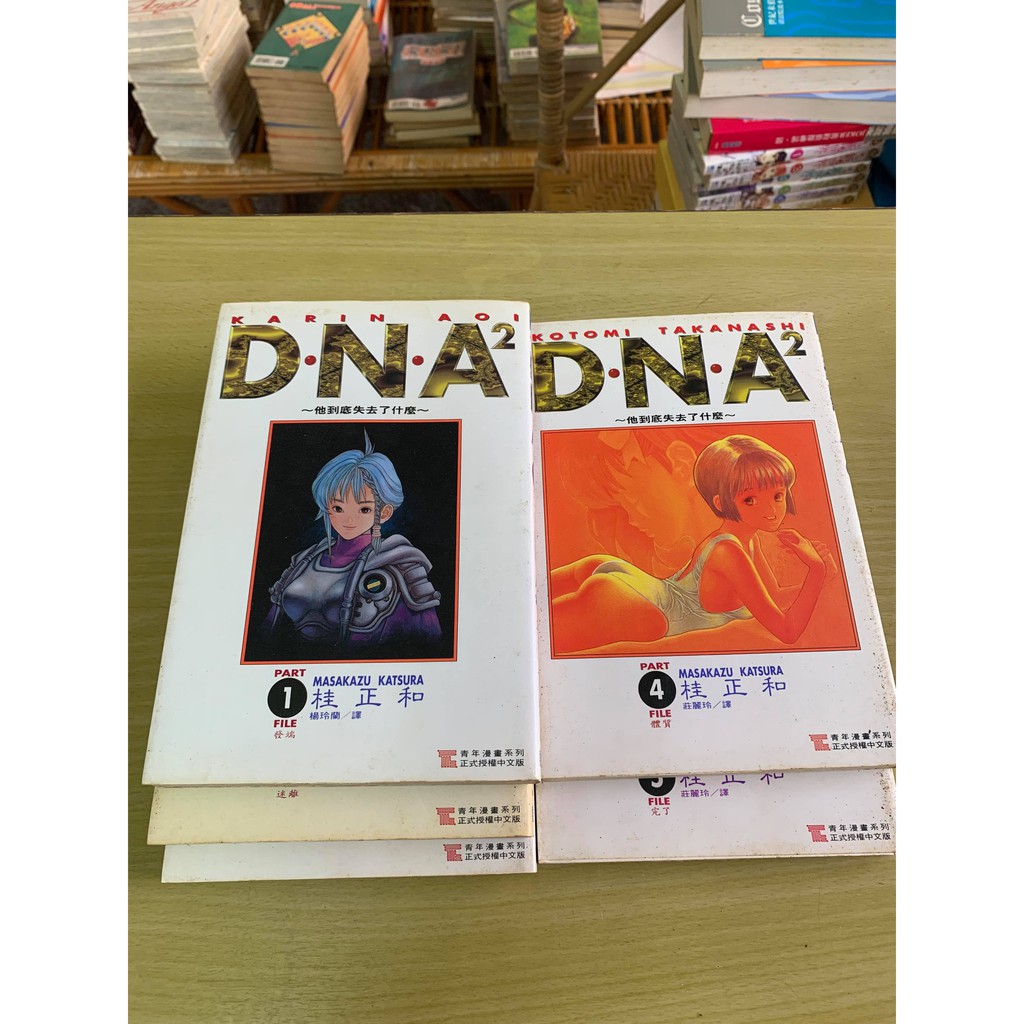 KARIN AOI
D·N·A²
～他到底失去了什麼～
PART
1
FILE
發端
MASAKAZU KATSURA
桂正和
楊玲蘭／譯
青年漫畫系列
正式授權中文版
迷離
青年漫畫系列
正式授權中文版
青年漫畫系列
正式授權中文版
KOTOMI TAKANASHI
D·N·A²
～他到底失去了什麼～
PART
4
FILE
體質
MASAKAZU KATSURA
桂正和
莊麗玲／譯
青年漫畫系列
正式授權中文版
5
桂正和
FILE
莊麗玲／譯
完了
青年漫畫系列
正式授權中文版